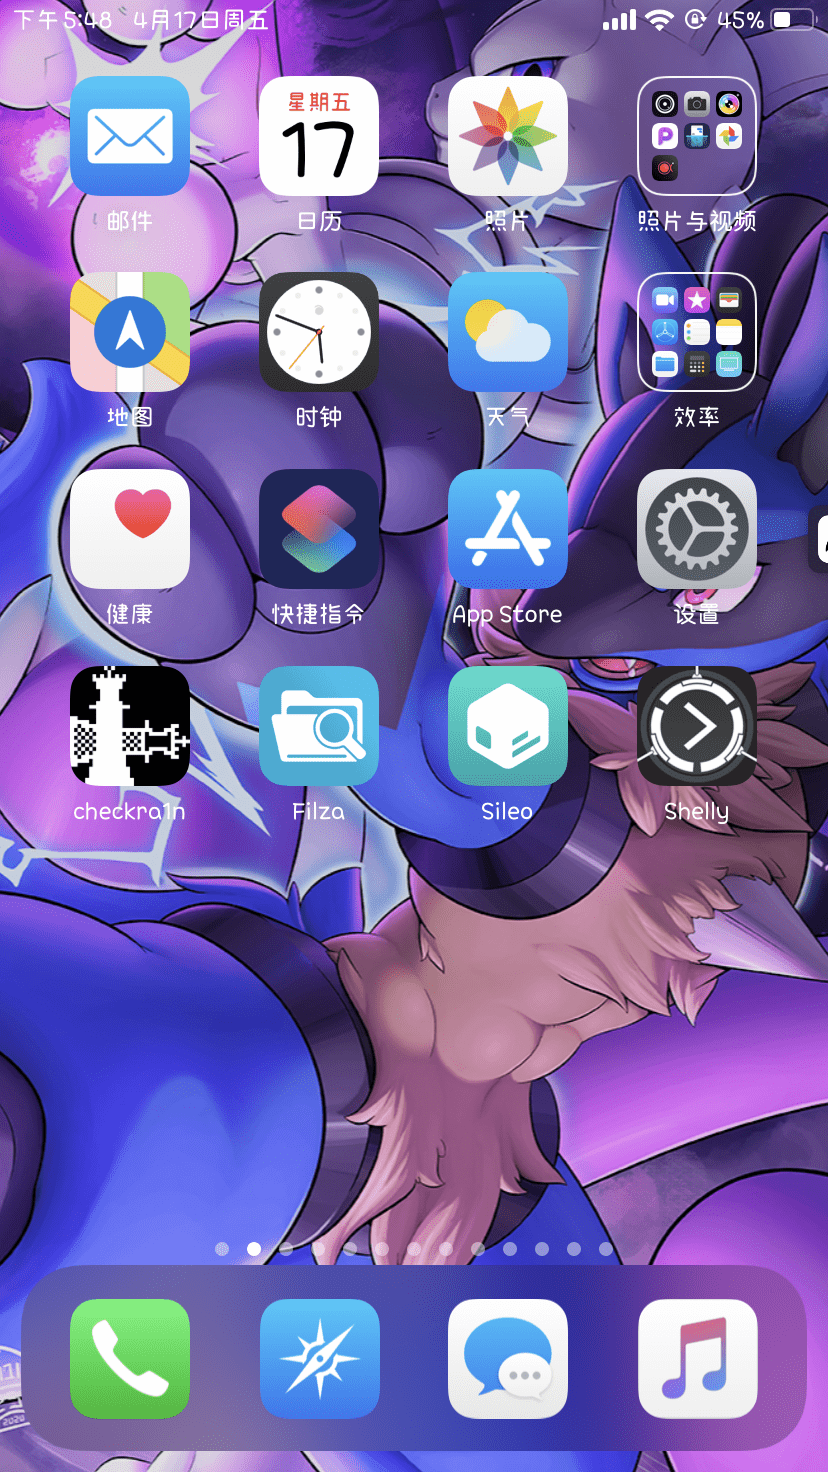 下午5:48 4月17日周五 45%
星期五
17
邮件 日历 照片 照片与视频
地图 时钟 天气 效率
健康 快捷指令 App Store 设置
checkra1n Filza Sileo Shelly
2020